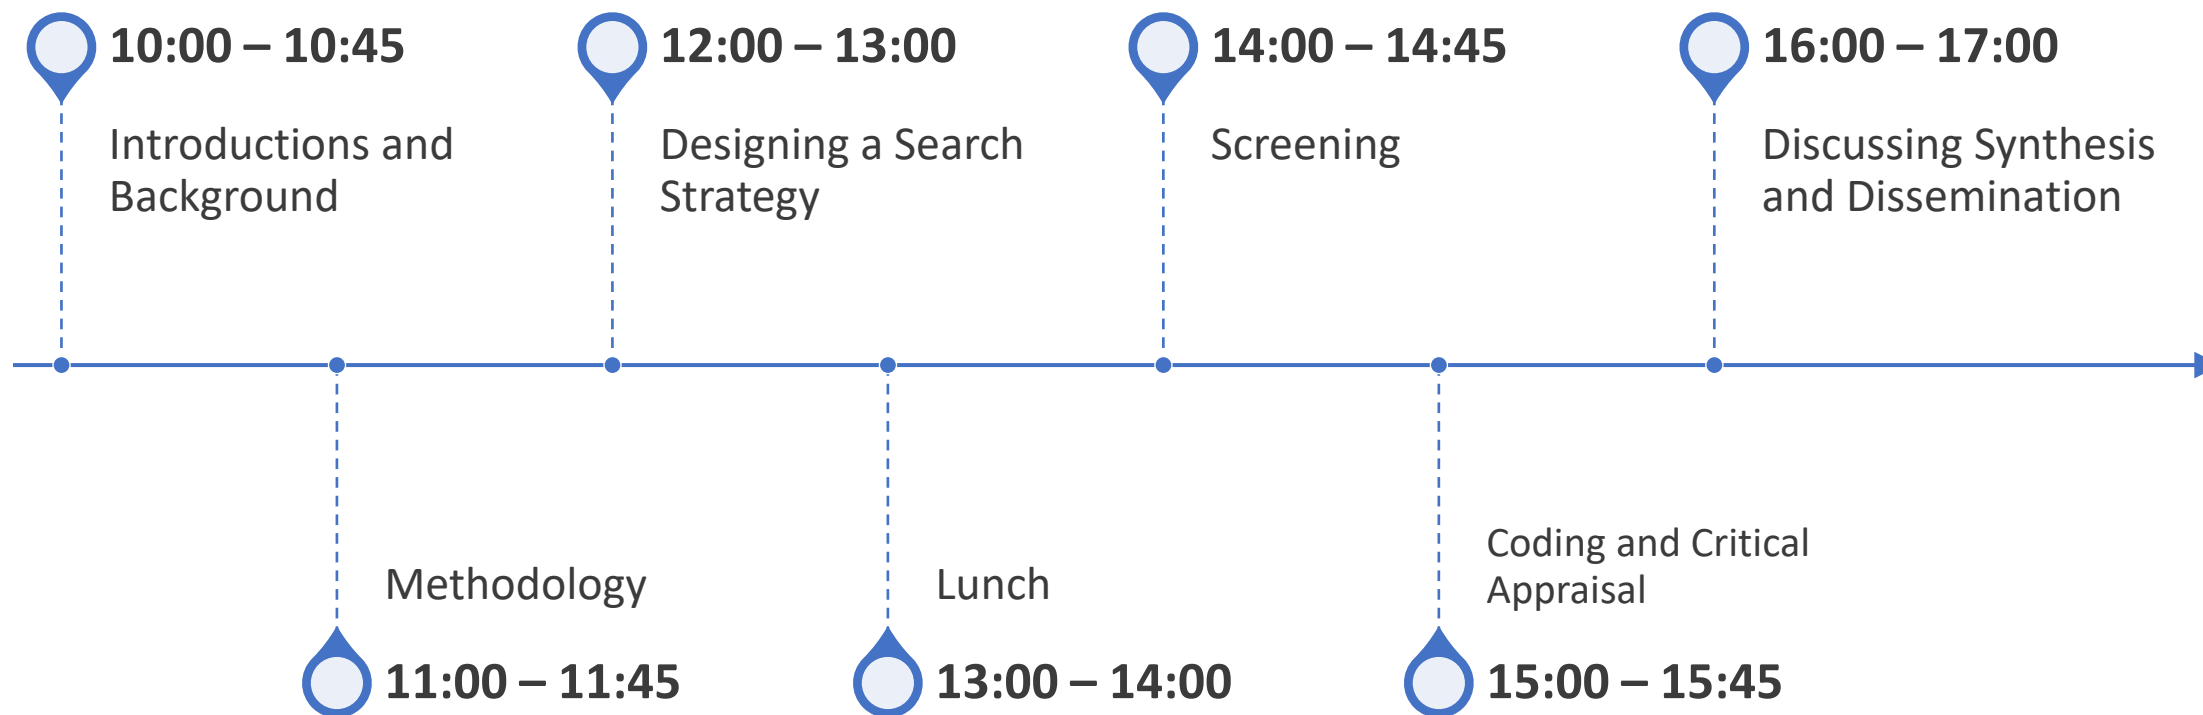 10:00 – 10:45
Introductions and
Background
11:00 – 11:45
Methodology
12:00 – 13:00
Designing a Search
Strategy
13:00 – 14:00
Lunch
14:00 – 14:45
Screening
15:00 – 15:45
Coding and Critical
Appraisal
16:00 – 17:00
Discussing Synthesis
and Dissemination